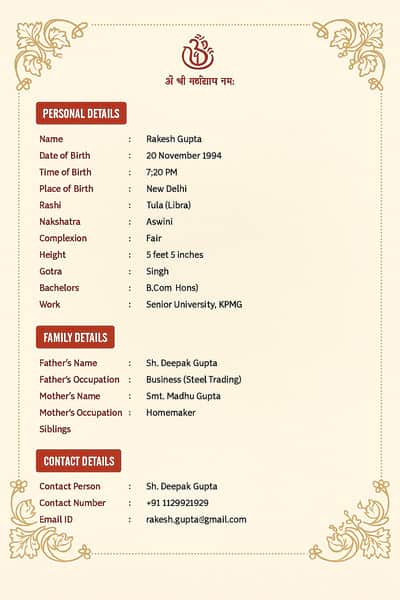 ॐ
ओं श्री गणेशाय नमः
PERSONAL DETAILS
Name : Rakesh Gupta
Date of Birth : 20 November 1994
Time of Birth : 7;20 PM
Place of Birth : New Delhi
Rashi : Tula (Libra)
Nakshatra : Aswini
Complexion : Fair
Height : 5 feet 5 inches
Gotra : Singh
Bachelors : B.Com Hons)
Work : Senior University, KPMG
FAMILY DETAILS
Father's Name : Sh. Deepak Gupta
Father's Occupation : Business (Steel Trading)
Mother's Name : Smt. Madhu Gupta
Mother's Occupation : Homemaker
Siblings
CONTACT DETAILS
Contact Person : Sh. Deepak Gupta
Contact Number : +91 1129921929
Email ID : rakesh.gupta@gmail.com